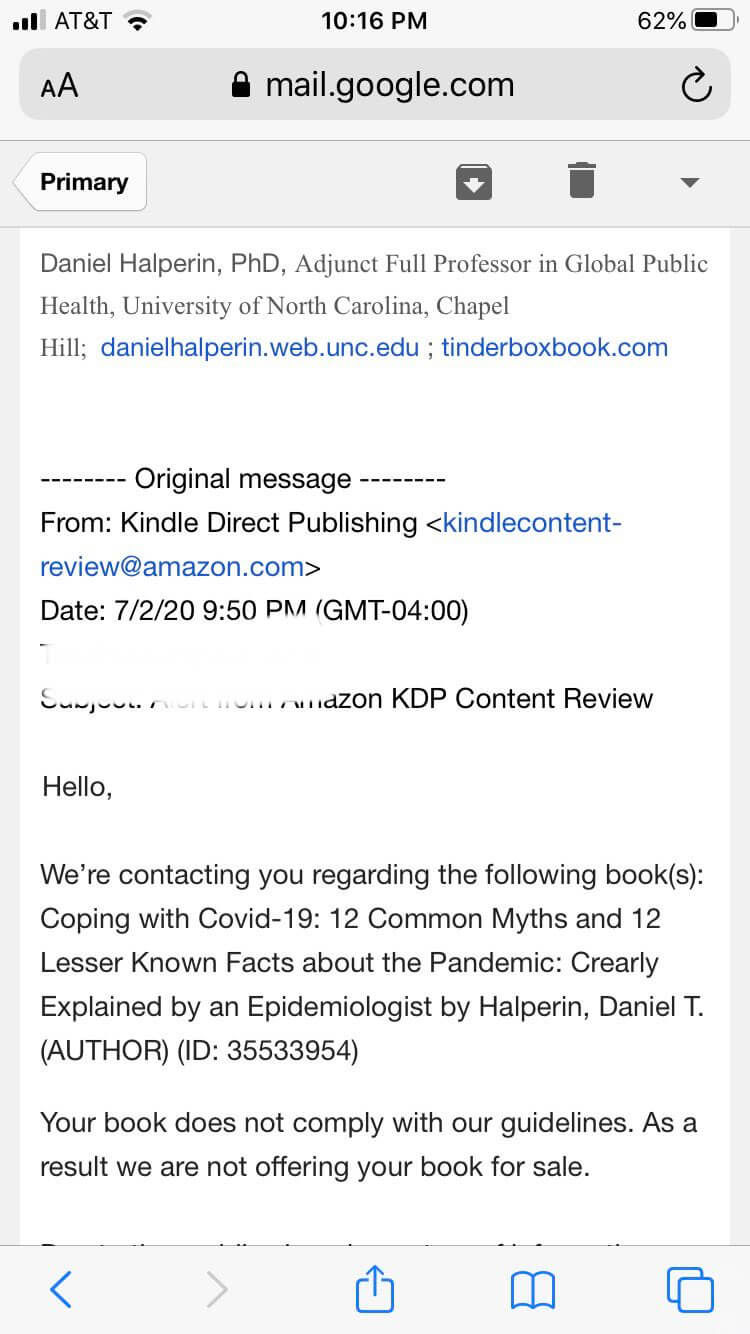 AT&T 10:16 PM 62%
AA mail.google.com
Primary
Daniel Halperin, PhD, Adjunct Full Professor in Global Public
Health, University of North Carolina, Chapel
Hill; danielhalperin.web.unc.edu ; tinderboxbook.com
-------- Original message --------
From: Kindle Direct Publishing <kindlecontent-
review@amazon.com>
Date: 7/2/20 9:50 PM (GMT-04:00)
Subject: Alert from Amazon KDP Content Review
Hello,
We’re contacting you regarding the following book(s):
Coping with Covid-19: 12 Common Myths and 12
Lesser Known Facts about the Pandemic: Crearly
Explained by an Epidemiologist by Halperin, Daniel T.
(AUTHOR) (ID: 35533954)
Your book does not comply with our guidelines. As a
result we are not offering your book for sale.